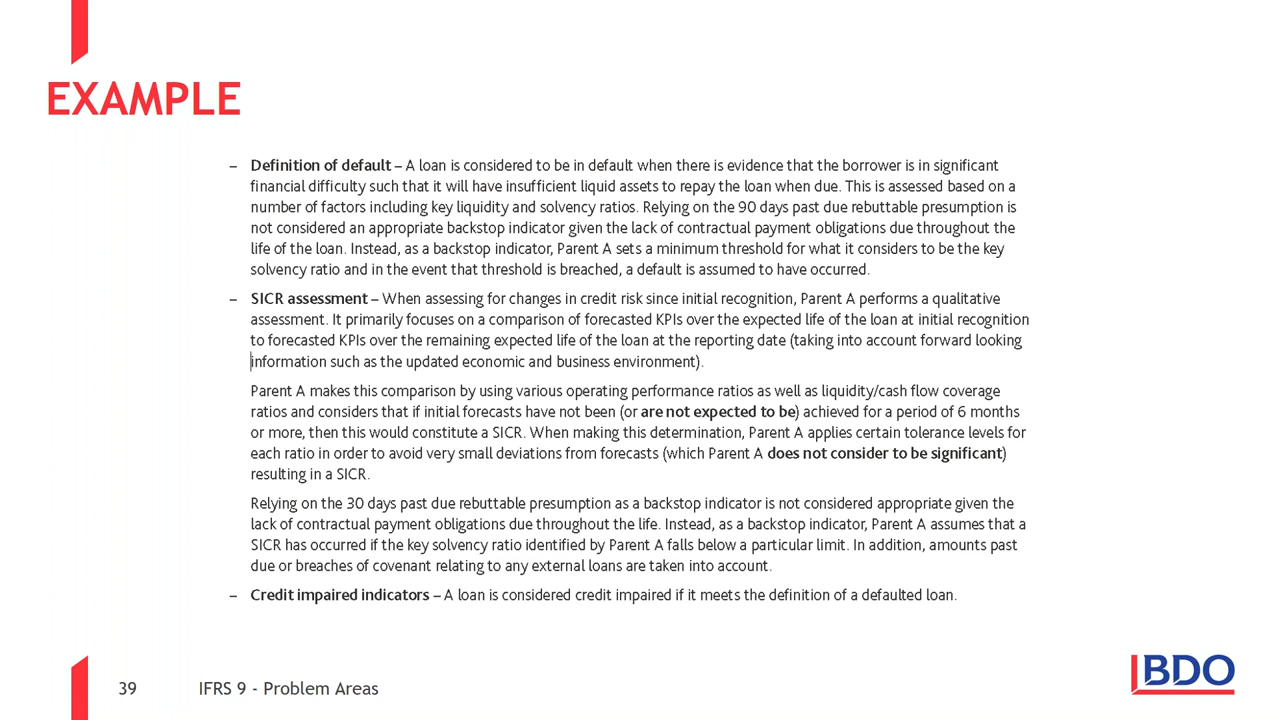 EXAMPLE
– Definition of default – A loan is considered to be in default when there is evidence that the borrower is in significant
financial difficulty such that it will have insufficient liquid assets to repay the loan when due. This is assessed based on a
number of factors including key liquidity and solvency ratios. Relying on the 90 days past due rebuttable presumption is
not considered an appropriate backstop indicator given the lack of contractual payment obligations due throughout the
life of the loan. Instead, as a backstop indicator, Parent A sets a minimum threshold for what it considers to be the key
solvency ratio and in the event that threshold is breached, a default is assumed to have occurred.
– SICR assessment – When assessing for changes in credit risk since initial recognition, Parent A performs a qualitative
assessment. It primarily focuses on a comparison of forecasted KPIs over the expected life of the loan at initial recognition
to forecasted KPIs over the remaining expected life of the loan at the reporting date (taking into account forward looking
information such as the updated economic and business environment).
Parent A makes this comparison by using various operating performance ratios as well as liquidity/cash flow coverage
ratios and considers that if initial forecasts have not been (or are not expected to be) achieved for a period of 6 months
or more, then this would constitute a SICR. When making this determination, Parent A applies certain tolerance levels for
each ratio in order to avoid very small deviations from forecasts (which Parent A does not consider to be significant)
resulting in a SICR.
Relying on the 30 days past due rebuttable presumption as a backstop indicator is not considered appropriate given the
lack of contractual payment obligations due throughout the life. Instead, as a backstop indicator, Parent A assumes that a
SICR has occurred if the key solvency ratio identified by Parent A falls below a particular limit. In addition, amounts past
due or breaches of covenant relating to any external loans are taken into account.
– Credit impaired indicators – A loan is considered credit impaired if it meets the definition of a defaulted loan.
39 IFRS 9 - Problem Areas
BDO